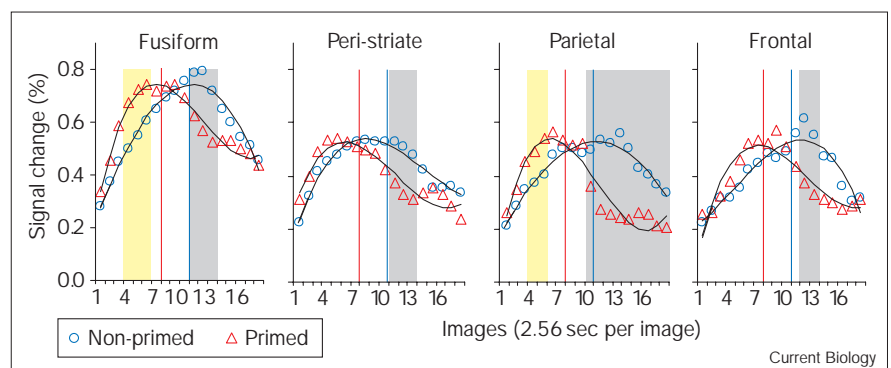 Fusiform Peri-striate Parietal Frontal
Signal change (%)
0.8
0.6
0.4
0.2
0.0
1 4 7 10 13 16 1 4 7 10 13 16 1 4 7 10 13 16 1 4 7 10 13 16
Non-primed Primed
Images (2.56 sec per image)
Current Biology